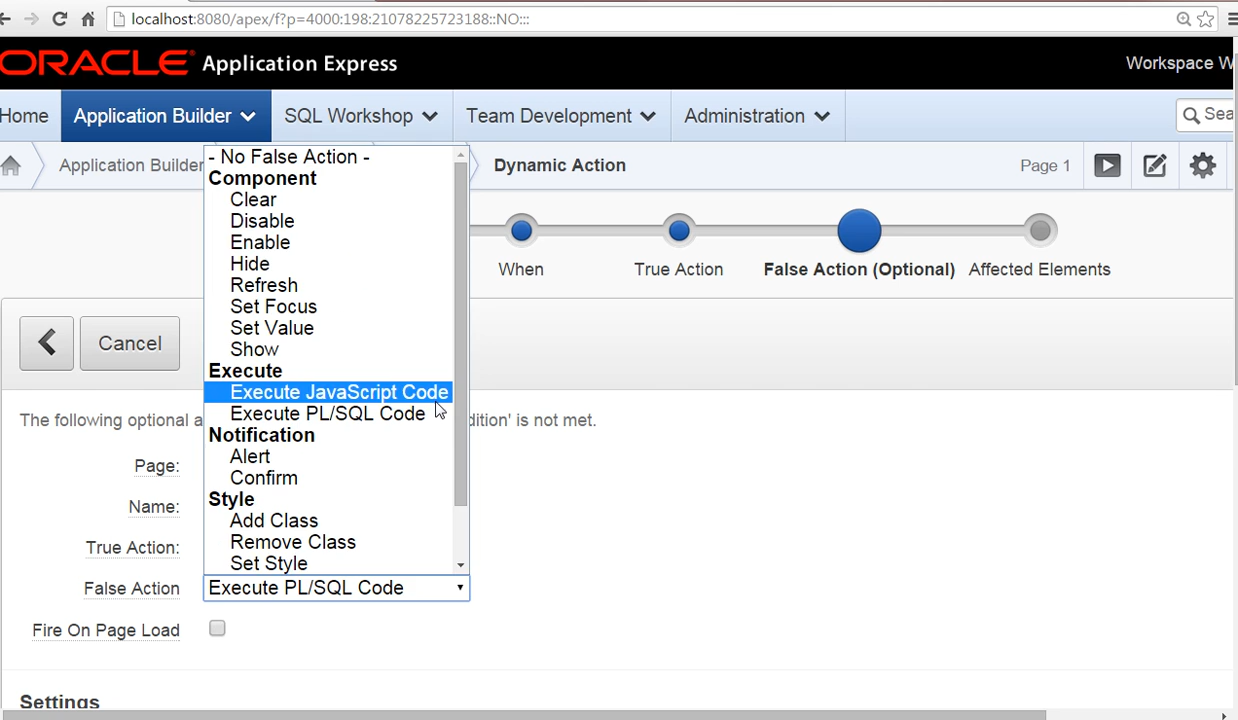 localhost:8080/apex/f?p=4000:198:21078225723188::NO:::
ORACLE Application Express
Workspace W
Home
Application Builder
SQL Workshop
Team Development
Administration
Sea
Application Builder
Dynamic Action
Page 1
When
True Action
False Action (Optional)
Affected Elements
Cancel
The following optional a
dition' is not met.
- No False Action -
Component
Clear
Disable
Enable
Hide
Refresh
Set Focus
Set Value
Show
Execute
Execute JavaScript Code
Execute PL/SQL Code
Notification
Alert
Confirm
Style
Add Class
Remove Class
Set Style
Page:
Name:
True Action:
False Action
Execute PL/SQL Code
Fire On Page Load
Settings